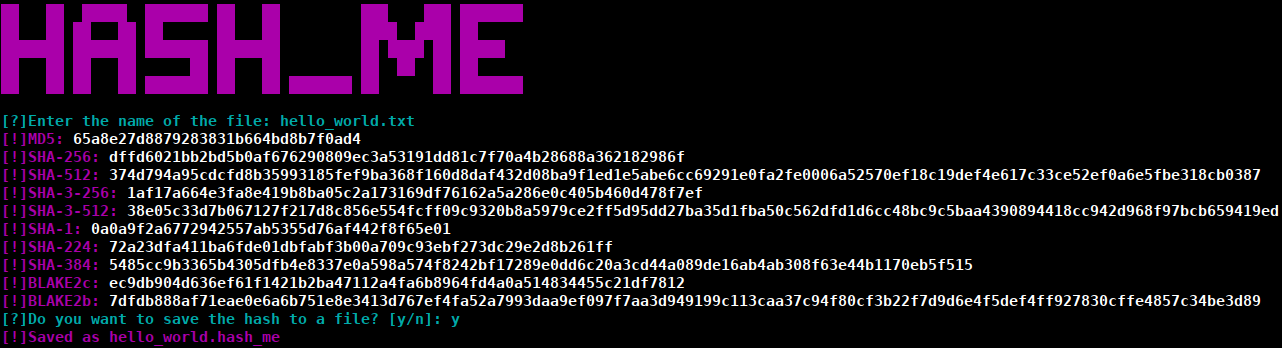 HASH_ME
[?]Enter the name of the file: hello_world.txt
[!]MD5: 65a8e27d8879283831b664bd8b7f0ad4
[!]SHA-256: dffd6021bb2bd5b0af676290809ec3a53191dd81c7f70a4b28688a362182986f
[!]SHA-512: 374d794a95cdcfd8b35993185fef9ba368f160d8daf432d08ba9f1ed1e5abe6cc69291e0fa2fe0006a52570ef18c19def4e617c33ce52ef0a6e5fbe318cb0387
[!]SHA-3-256: 1af17a664e3fa8e419b8ba05c2a173169df76162a5a286e0c405b460d478f7ef
[!]SHA-3-512: 38e05c33d7b067127f217d8c856e554fcff09c9320b8a5979ce2ff5d95dd27ba35d1fba50c562dfd1d6cc48bc9c5baa4390894418cc942d968f97bcb659419ed
[!]SHA-1: 0a0a9f2a6772942557ab5355d76af442f8f65e01
[!]SHA-224: 72a23dfa411ba6fde01dbfabf3b00a709c93ebf273dc29e2d8b261ff
[!]SHA-384: 5485cc9b3365b4305dfb4e8337e0a598a574f8242bf17289e0dd6c20a3cd44a089de16ab4ab308f63e44b1170eb5f515
[!]BLAKE2c: ec9db904d636ef61f1421b2ba47112a4fa6b8964fd4a0a514834455c21df7812
[!]BLAKE2b: 7dfdb888af71eae0e6a6b751e8e3413d767ef4fa52a7993daa9ef097f7aa3d949199c113caa37c94f80cf3b22f7d9d6e4f5def4ff927830cffe4857c34be3d89
[?]Do you want to save the hash to a file? [y/n]: y
[!]Saved as hello_world.hash_me